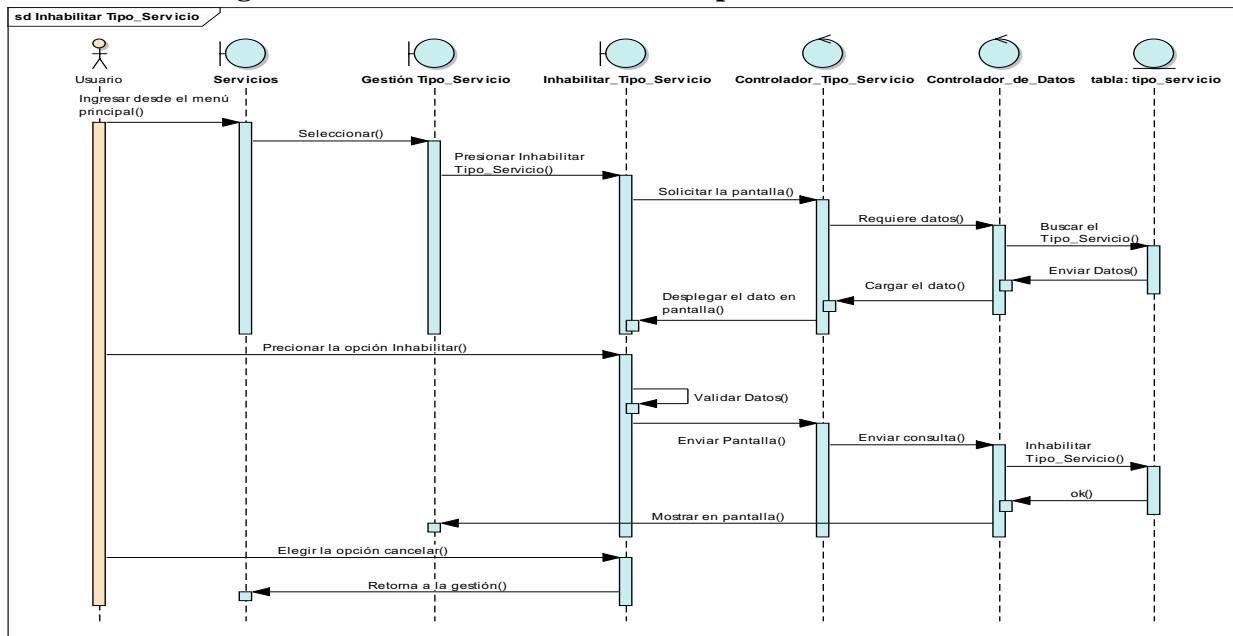 sd Inhabilitar Tipo_Servicio
Usuario
Servicios
Gestión Tipo_Servicio
Inhabilitar_Tipo_Servicio
Controlador_Tipo_Servicio
Controlador_de_Datos
tabla: tipo_servicio
Ingresar desde el menú
principal()
Seleccionar()
Presionar Inhabilitar
Tipo_Servicio()
Solicitar la pantalla()
Requiere datos()
Buscar el
Tipo_Servicio()
Enviar Datos()
Cargar el dato()
Desplegar el dato en
pantalla()
Precionar la opción Inhabilitar()
Validar Datos()
Enviar Pantalla()
Enviar consulta()
Inhabilitar
Tipo_Servicio()
ok()
Mostrar en pantalla()
Elegir la opción cancelar()
Retorna a la gestión()